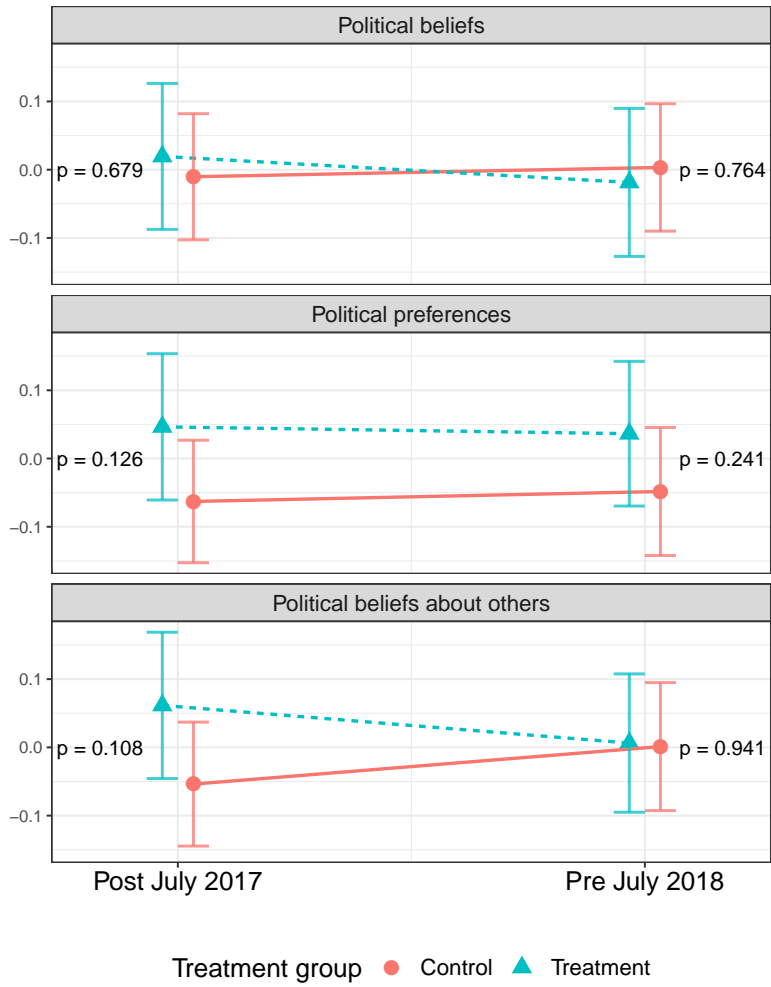 Political beliefs
0.1
0.0
−0.1
p = 0.679
p = 0.764
Political preferences
0.1
0.0
−0.1
p = 0.126
p = 0.241
Political beliefs about others
0.1
0.0
−0.1
p = 0.108
p = 0.941
Post July 2017
Pre July 2018
Treatment group
Control
Treatment